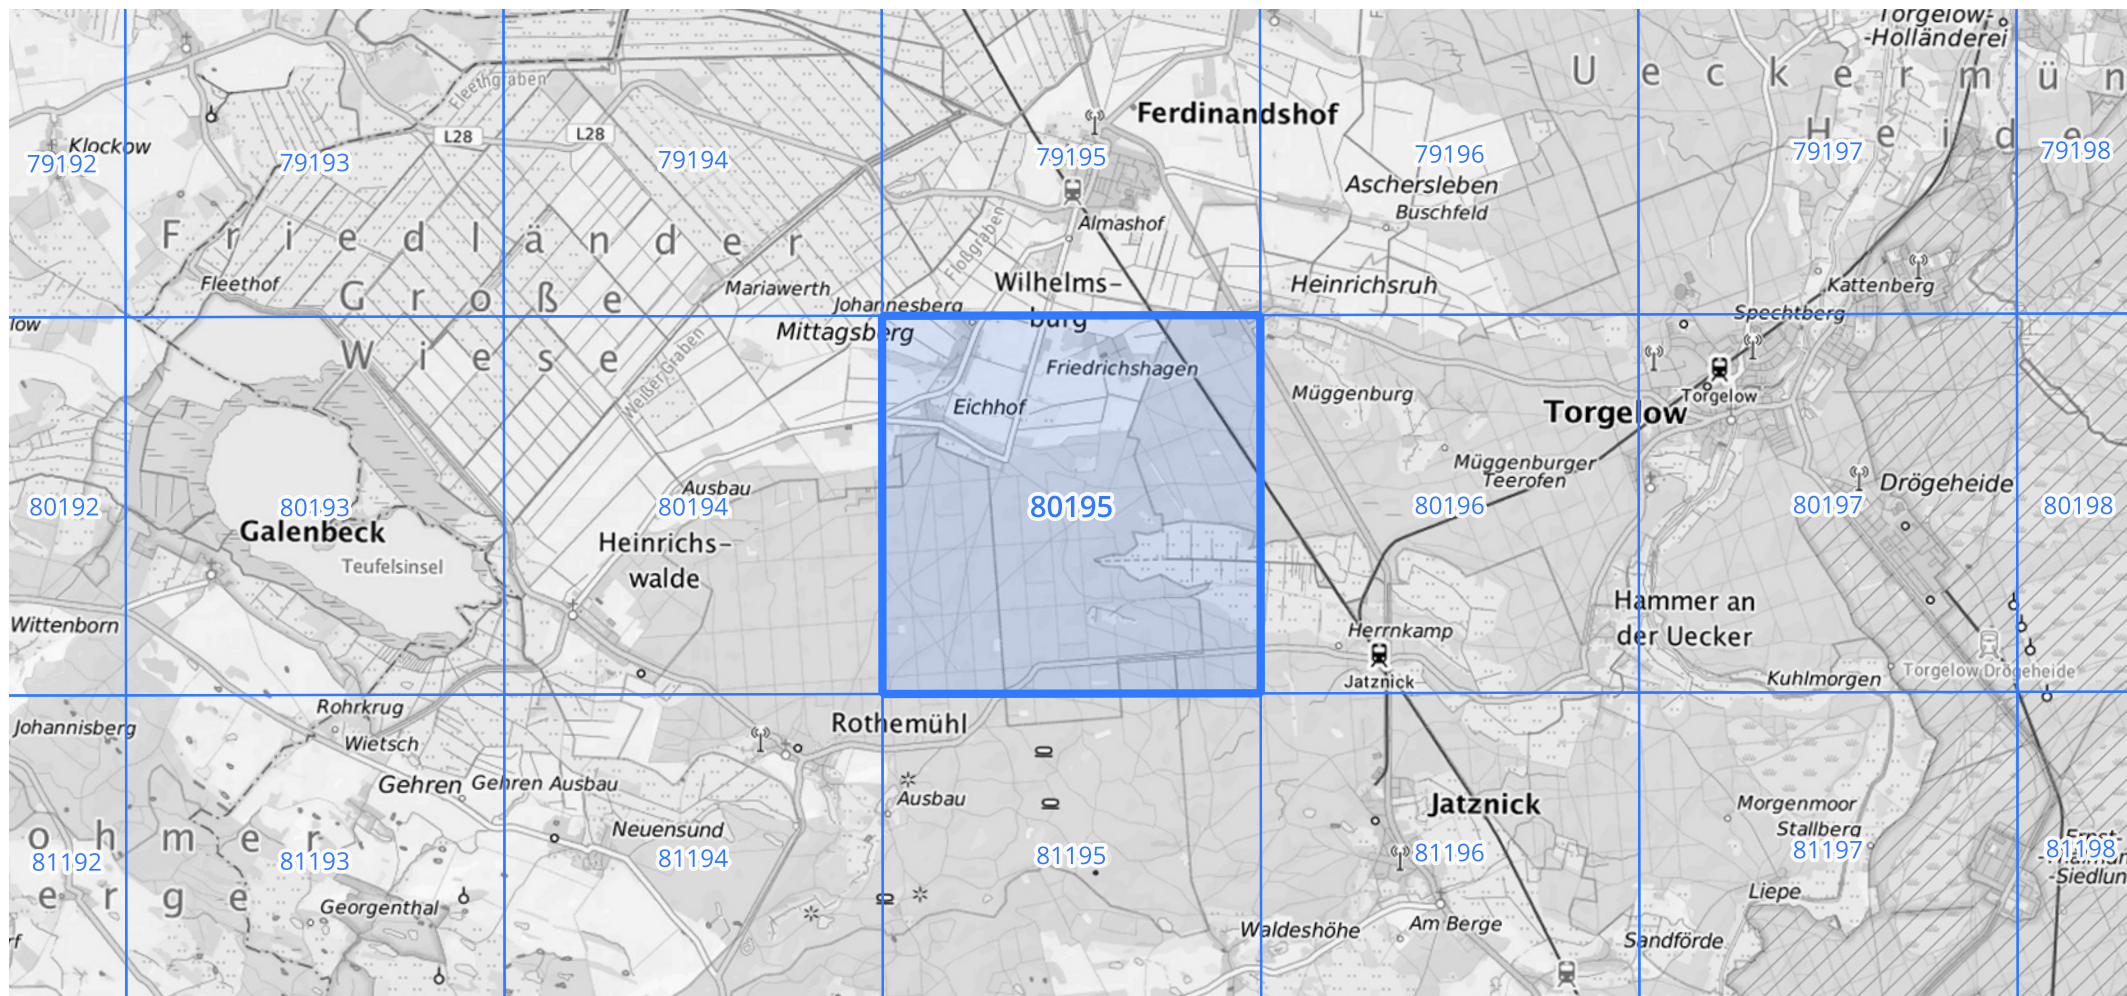 Torgelow-
-Holländerei
U e c k e r m ü n
Fleethgraben
Ferdinandshof
L28
L28
H e i d e
Klockow
79192
79193
79194
79195
79196
79197
79198
Aschersleben
Buschfeld
Almashof
F r i e d l ä n d e r
Floßgraben
Fleethof
G r o ß e
Mariawerth
Wilhelms-
burg
Heinrichsruh
Kattenberg
Johannesberg
Spechtberg
low
Mittagsberg
W i e s e
Weißer Graben
Friedrichshagen
Eichhof
Müggenburg
Torgelow
Torgelow
Müggenburger
Teerofen
Drögeheide
Ausbau
80192
80193
80194
80195
80196
80197
80198
Galenbeck
Teufelsinsel
Heinrichs-
walde
Hammer an
der Uecker
Wittenborn
Herrnkamp
Jatznick
Torgelow Drögeheide
Kuhlmorgen
Rohrkrug
Johannisberg
Wietsch
Rothemühl
Gehren
Gehren Ausbau
Ausbau
Jatznick
Morgenmoor
Neuensund
Stallberg
o h m e r
Ernst-
81192
81193
81194
81195
81196
81197
81198
-Siedlun
e r g e
Liepe
Georgenthal
Waldeshöhe
Am Berge
rf
Sandförde